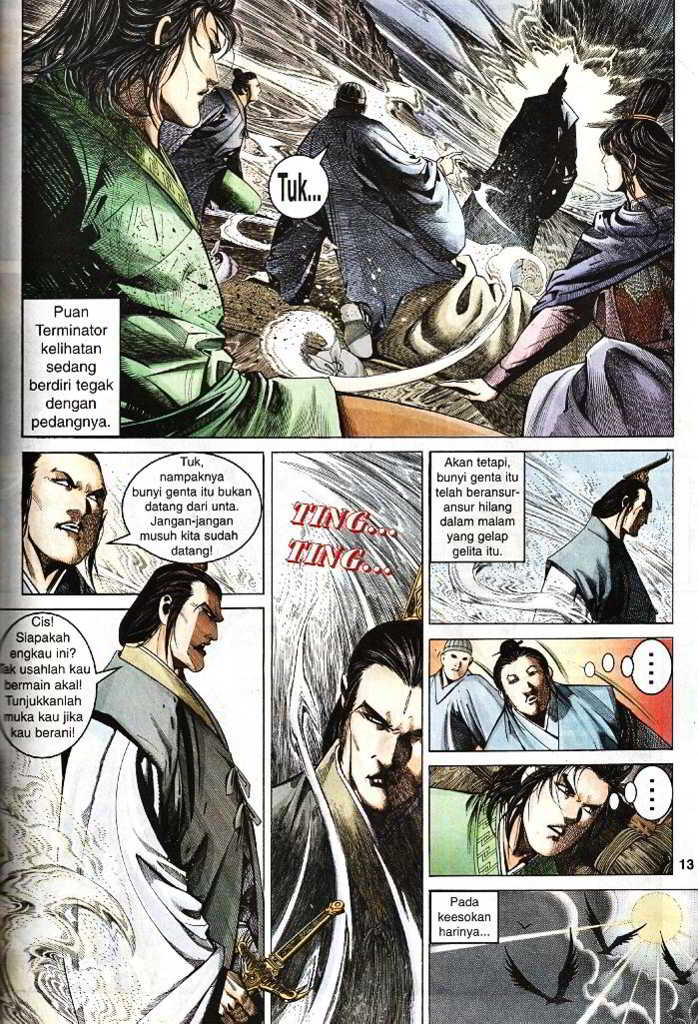 Tuk...
Puan
Terminator
kelihatan
sedang
berdiri tegak
dengan
pedangnya.
Tuk,
nampaknya
bunyi genta itu bukan
datang dari unta.
Jangan-jangan
musuh kita sudah
datang!
TING...
TING...
Akan tetapi,
bunyi genta itu
telah beransur-
ansur hilang
dalam malam
yang gelap
gelita itu.
Cis!
Siapakah
engkau ini?
Tak usahlah kau
bermain akal!
Tunjukkanlah
muka kau jika
kau berani!
...
...
13
Pada
keesokan
harinya...